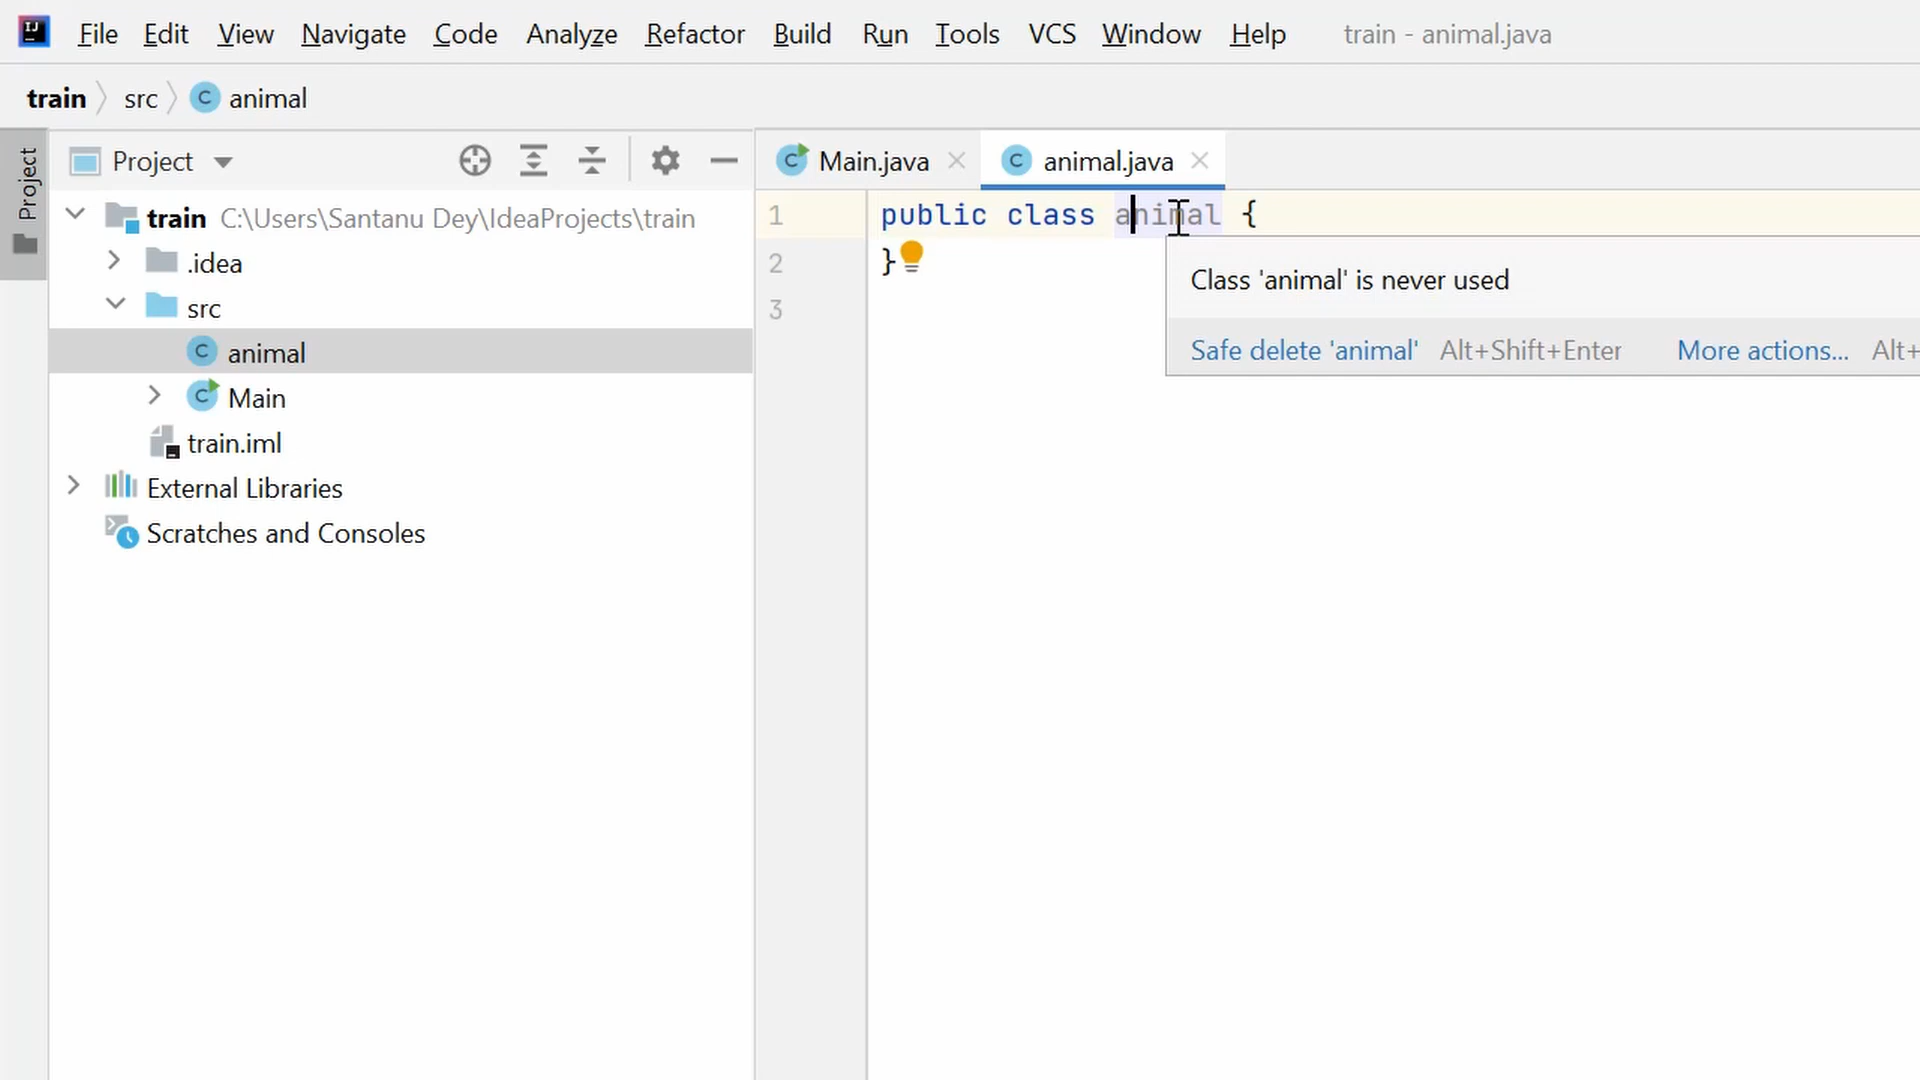 IJ
File Edit View Navigate Code Analyze Refactor Build Run Tools VCS Window Help train - animal.java
train src C animal
Project
Project
train C:\Users\Santanu Dey\IdeaProjects\train
.idea
src
C animal
C Main
train.iml
External Libraries
Scratches and Consoles
C Main.java C animal.java
1 public class animal {
2 }
3
Class 'animal' is never used
Safe delete 'animal' Alt+Shift+Enter More actions... Alt+